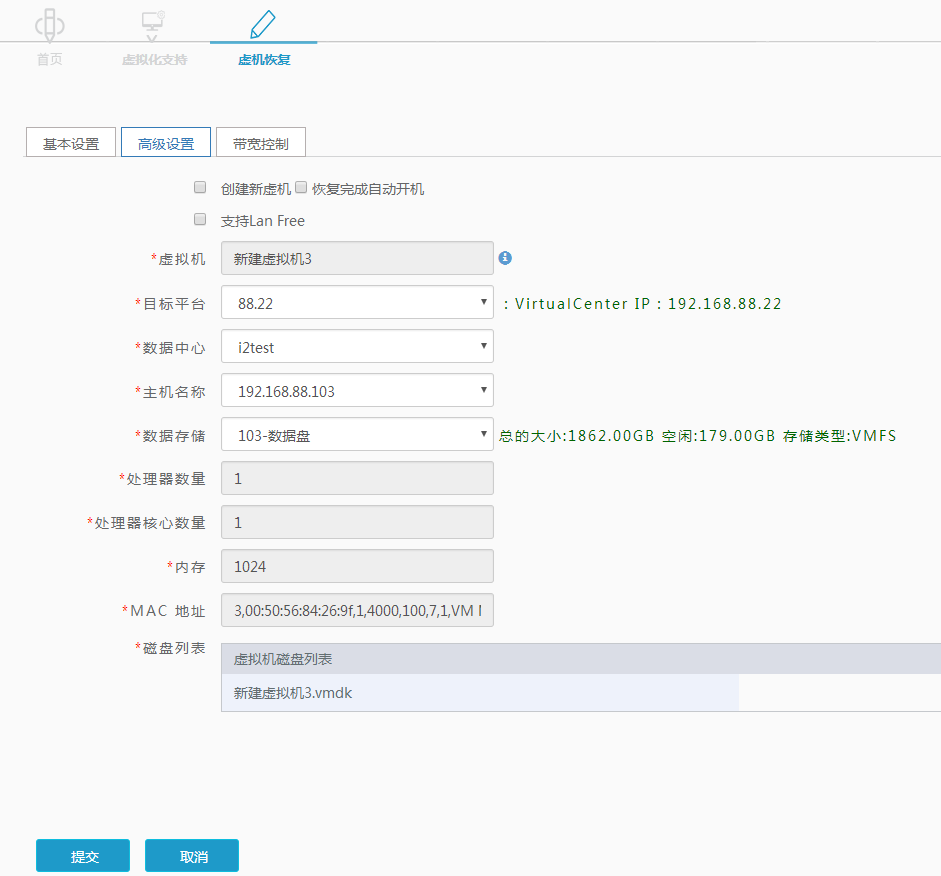 首页 虚拟化支持 虚机恢复
基本设置 高级设置 带宽控制
创建新虚机 恢复完成自动开机
支持Lan Free
*虚拟机 新建虚拟机3
*目标平台 88.22 : VirtualCenter IP : 192.168.88.22
*数据中心 i2test
*主机名称 192.168.88.103
*数据存储 103-数据盘 总的大小:1862.00GB 空闲:179.00GB 存储类型:VMFS
*处理器数量 1
*处理器核心数量 1
*内存 1024
*MAC 地址 3,00:50:56:84:26:9f,1,4000,100,7,1,VM
*磁盘列表 虚拟机磁盘列表
新建虚拟机3.vmdk
提交 取消